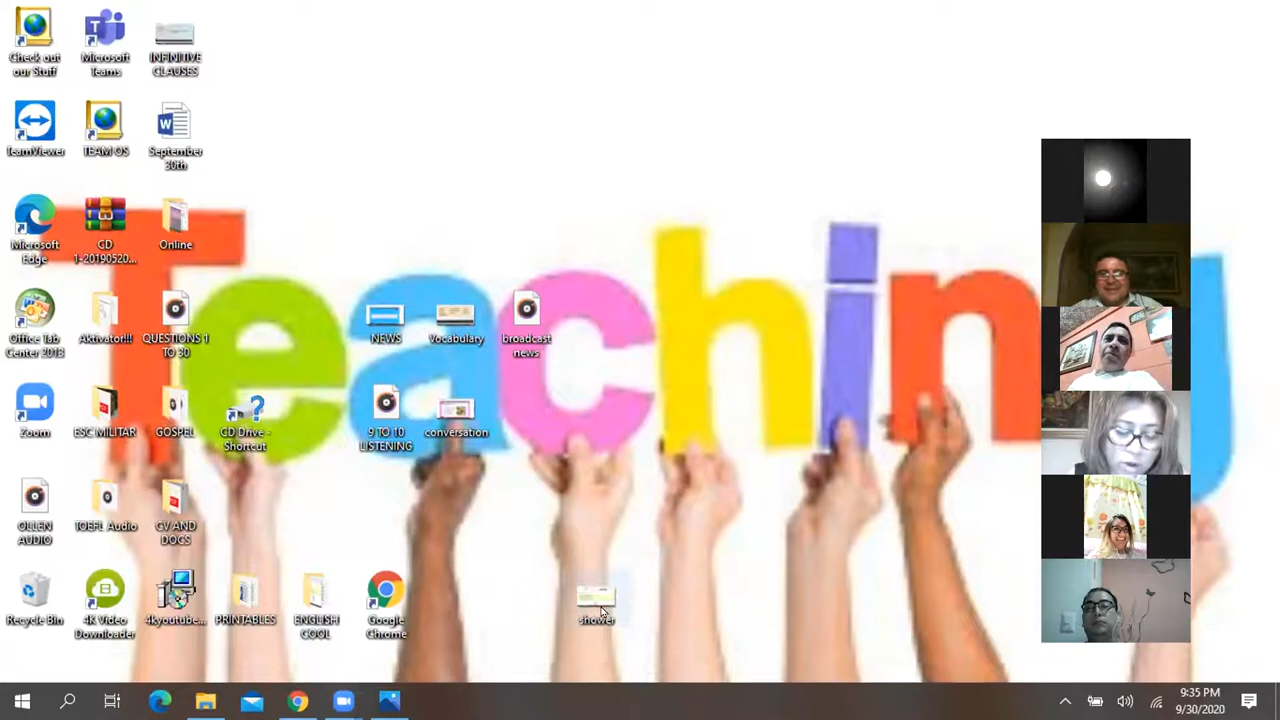 Check out
our Stuff
Microsoft
Teams
INFINITIVE
CLAUSES
TeamViewer
TEAM OS
September
30th
Microsoft
Edge
CD
1-20190520...
Online
Office Tab
Center 2013
Aktivator!!!
QUESTIONS 1
TO 30
NEWS
Vocabulary
broadcast
news
Zoom
ESC MILITAR
GOSPEL
CD Drive -
Shortcut
9 TO 10
LISTENING
conversation
OLLEN
AUDIO
TOEFL Audio
CV AND
DOCS
Recycle Bin
4K Video
Downloader
4kyoutube...
PRINTABLES
ENGLISH
COOL
Google
Chrome
shower
Teaching
9:35 PM
9/30/2020